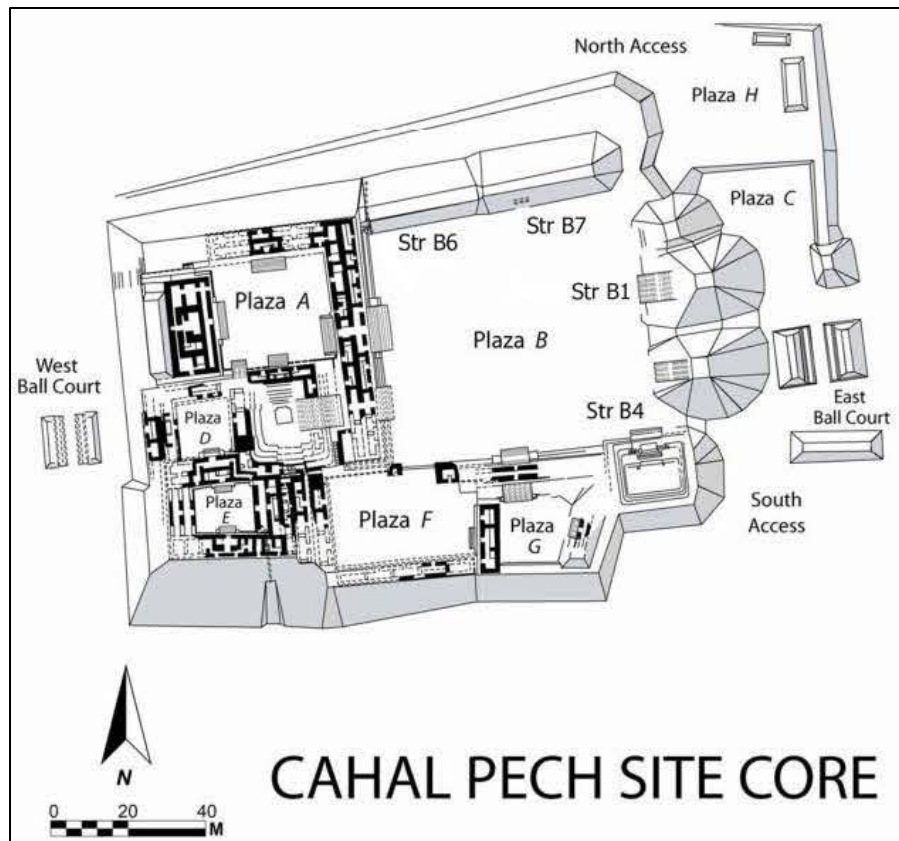 North Access
Plaza H
Plaza C
Str B6
Str B7
Str B1
Plaza A
Plaza B
West
Ball Court
Plaza
D
East
Ball Court
Str B4
Plaza
E
Plaza F
Plaza
G
South
Access
N
0 20 40
M
CAHAL PECH SITE CORE